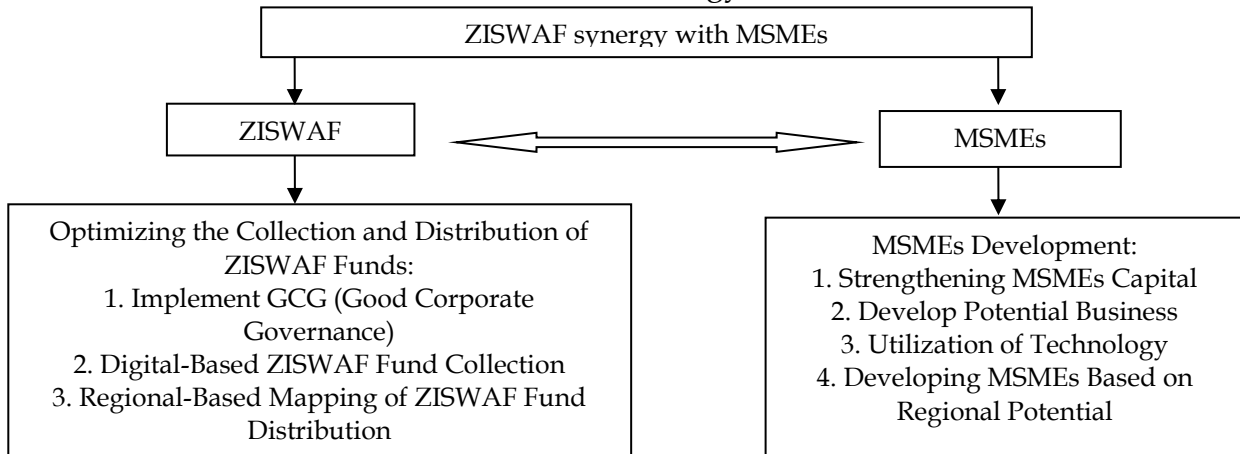 ZISWAF synergy with MSMEs
ZISWAF
MSMEs
Optimizing the Collection and Distribution of
ZISWAF Funds:
1. Implement GCG (Good Corporate
Governance)
2. Digital-Based ZISWAF Fund Collection
3. Regional-Based Mapping of ZISWAF Fund
Distribution
MSMEs Development:
1. Strengthening MSMEs Capital
2. Develop Potential Business
3. Utilization of Technology
4. Developing MSMEs Based on
Regional Potential